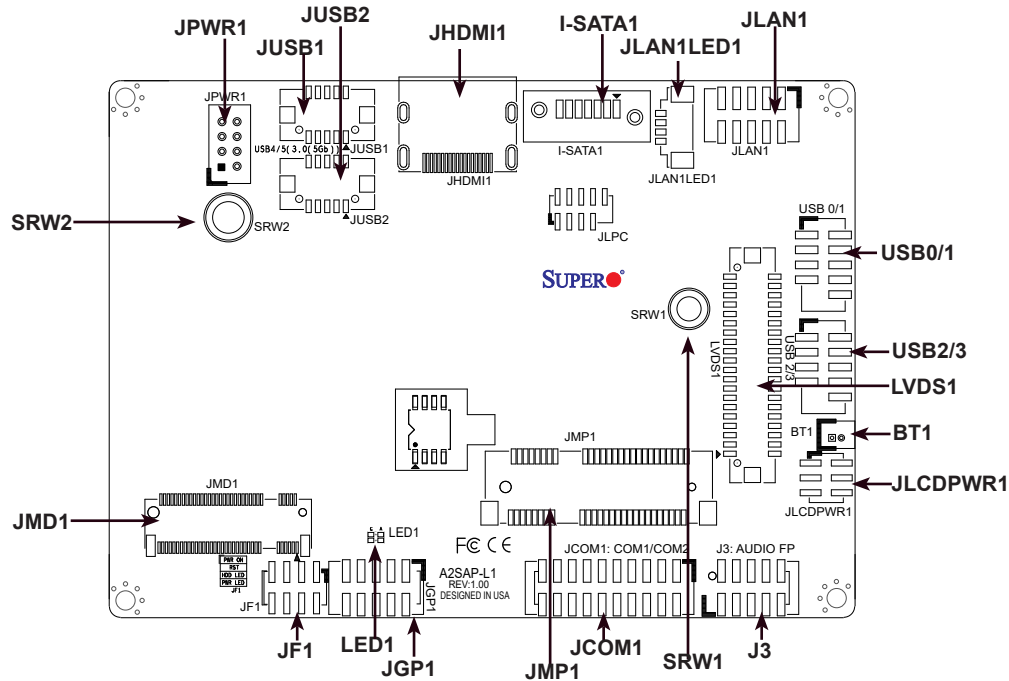 JUSB2
JPWR1
JUSB1
JHDMI1
I-SATA1
JLAN1LED1
JLAN1
JPWR1
USB4/5(3.0(5Gb))
JUSB1
JHDMI1
I-SATA1
JLAN1LED1
JLAN1
JUSB2
JLPC
USB 0/1
SRW2
SRW2
USB0/1
SUPER
SRW1
LVDS1
USB 2/3
USB2/3
LVDS1
BT1
BT1
JMP1
JLCDPWR1
JLCDPWR1
JMD1
JMD1
E A
LED1
FC CE
JCOM1: COM1/COM2
J3: AUDIO FP
PWR ON
RST
HDD LED
PWR LED
JF1
JF1
JGP1
A2SAP-L1
REV:1.00
DESIGNED IN USA
JF1
LED1
JGP1
JMP1
JCOM1
SRW1
J3